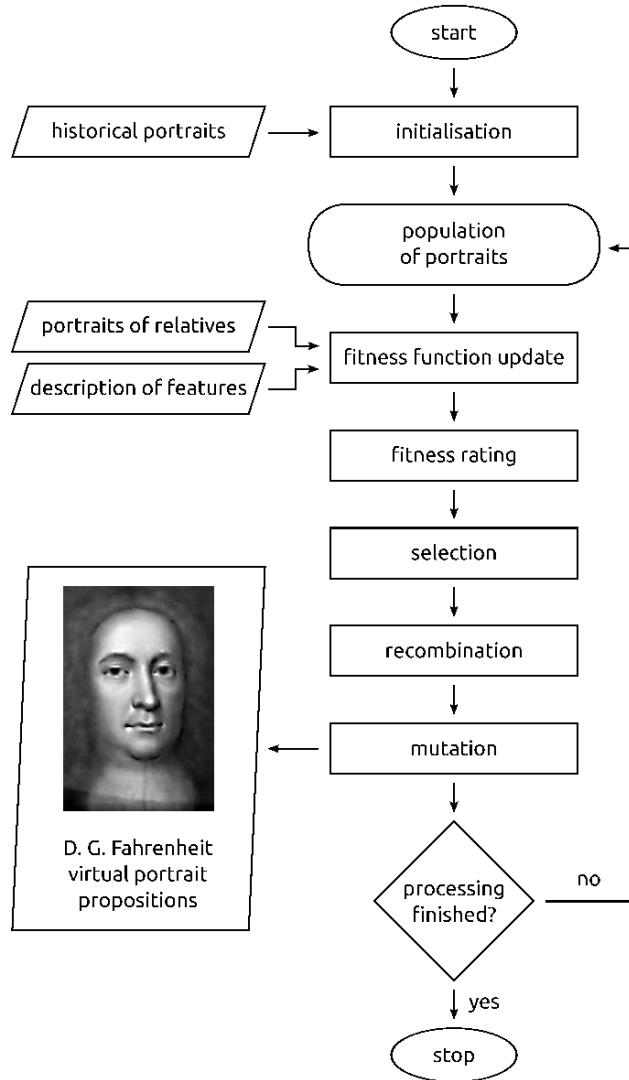 start
historical portraits
initialisation
population
of portraits
portraits of relatives
fitness function update
description of features
fitness rating
selection
recombination
mutation
D. G. Fahrenheit
virtual portrait
propositions
processing
finished?
no
yes
stop